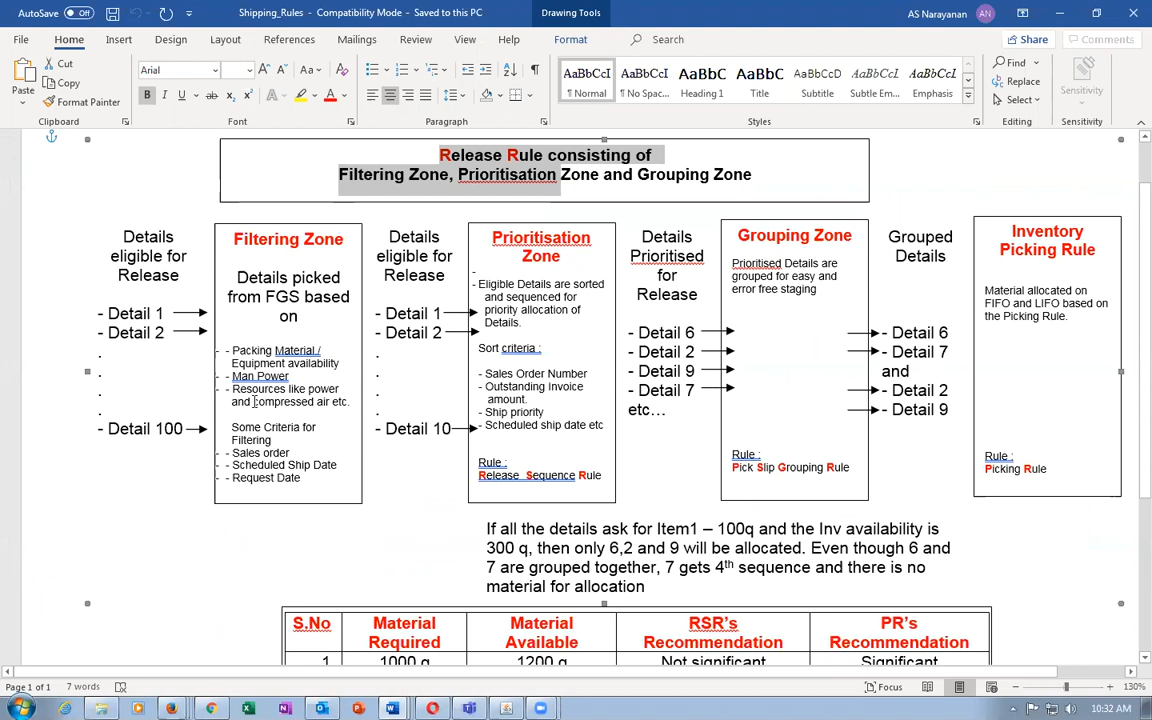 AutoSave Off
Shipping_Rules - Compatibility Mode - Saved to this PC
Drawing Tools
AS Narayanan AN
File Home Insert Design Layout References Mailings Review View Help Format Search
Share Comments
Paste
Cut
Copy
Format Painter
Clipboard
Arial
Font
Paragraph
AaBbCcI AaBbCcI AaBbC AaBbC AaBbCcD AaBbCcI AaBbCcI
¶ Normal ¶ No Spac... Heading 1 Title Subtitle Subtle Em... Emphasis
Styles
Find
Replace
Select
Editing
Sensitivity
Sensitivity
Release Rule consisting of
Filtering Zone, Prioritisation Zone and Grouping Zone
Details
eligible for
Release
- Detail 1
- Detail 2
.
.
.
.
- Detail 100
Filtering Zone
Details picked
from FGS based
on
- - Packing Material /
Equipment availability
- - Man Power
- - Resources like power
and compressed air etc.
Some Criteria for
Filtering
- - Sales order
- - Scheduled Ship Date
- - Request Date
Details
eligible for
Release
- Detail 1
- Detail 2
.
.
.
.
- Detail 10
Prioritisation
Zone
-
- Eligible Details are sorted
and sequenced for
priority allocation of
Details.
Sort criteria :
- Sales Order Number
- Outstanding Invoice
amount.
- Ship priority
- Scheduled ship date etc
Rule :
Release Sequence Rule
Details
Prioritised
for
Release
- Detail 6
- Detail 2
- Detail 9
- Detail 7
etc...
Grouping Zone
Prioritised Details are
grouped for easy and
error free staging
Rule :
Pick Slip Grouping Rule
Grouped
Details
- Detail 6
- Detail 7
and
- Detail 2
- Detail 9
Inventory
Picking Rule
Material allocated on
FIFO and LIFO based on
the Picking Rule.
Rule :
Picking Rule
If all the details ask for Item1 – 100q and the Inv availability is
300 q, then only 6,2 and 9 will be allocated. Even though 6 and
7 are grouped together, 7 gets 4th sequence and there is no
material for allocation
S.No Material Required Material Available RSR's Recommendation PR's Recommendation
1 1000 q 1200 q Not significant Significant
Page 1 of 1 7 words
Focus
130%
10:32 AM